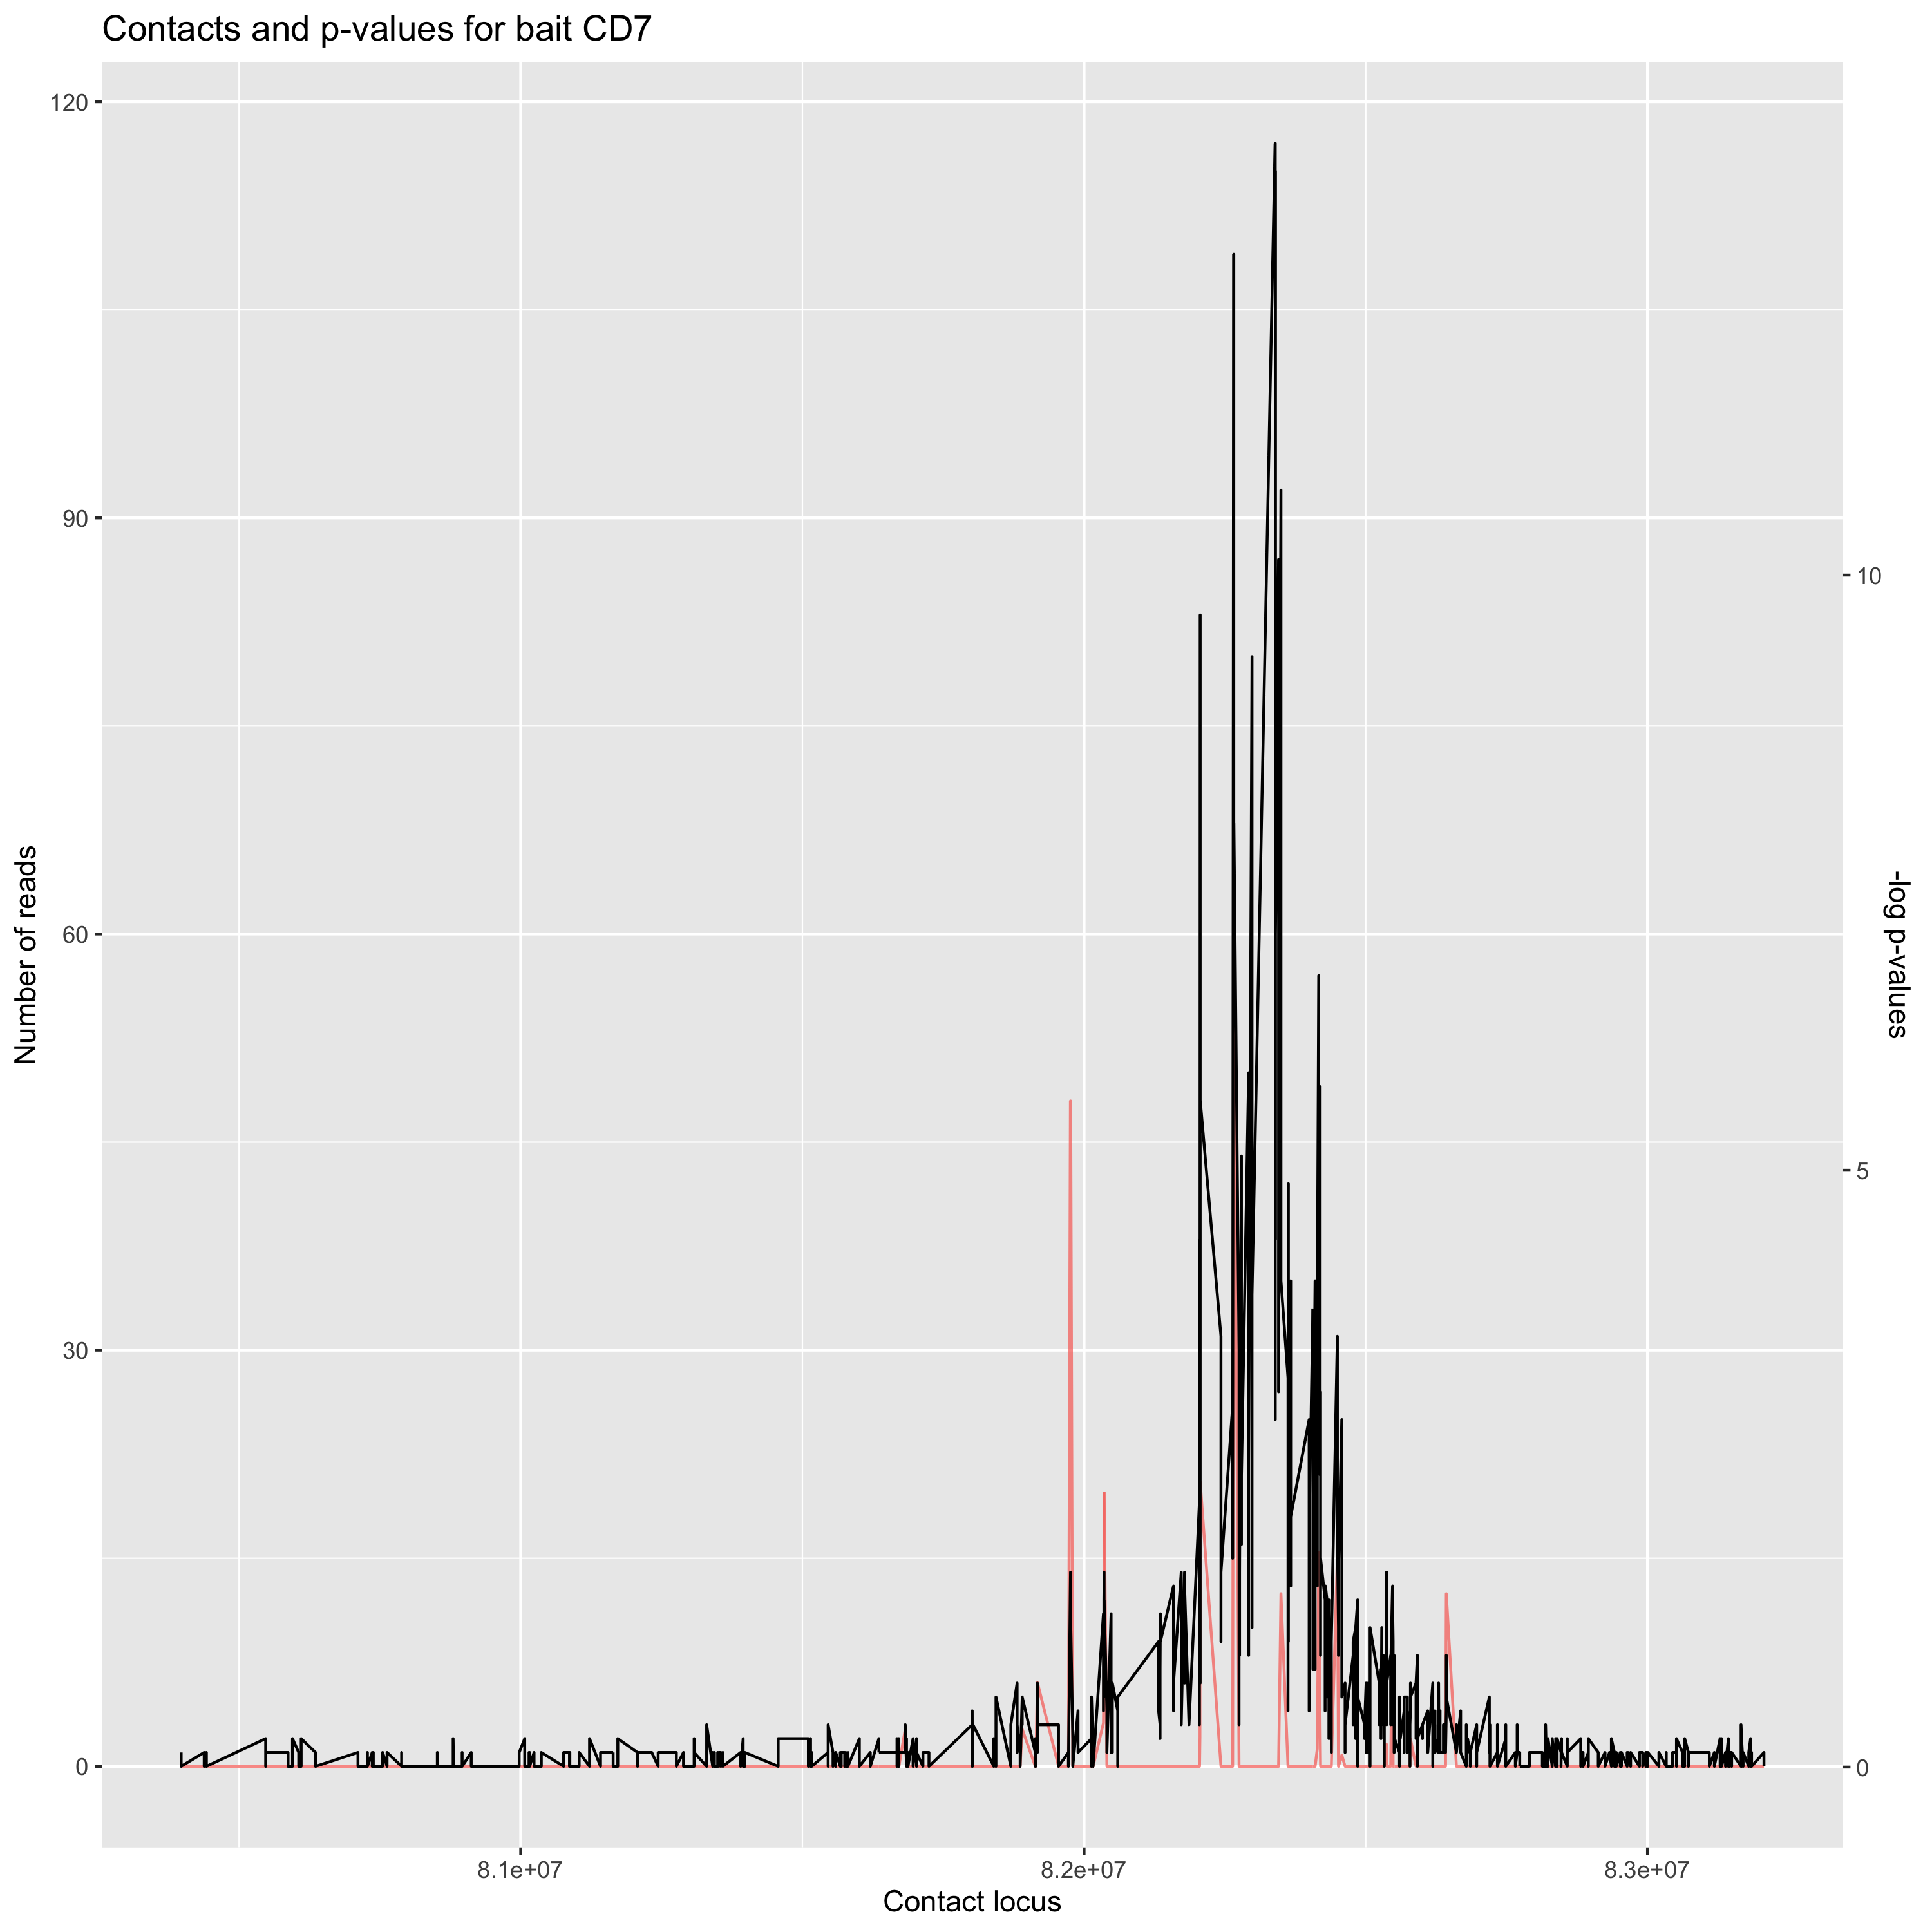 Contacts and p-values for bait CD7
120
90
60
30
0
Number of reads
10
5
0
-log p-values
8.1e+07
8.2e+07
8.3e+07
Contact locus